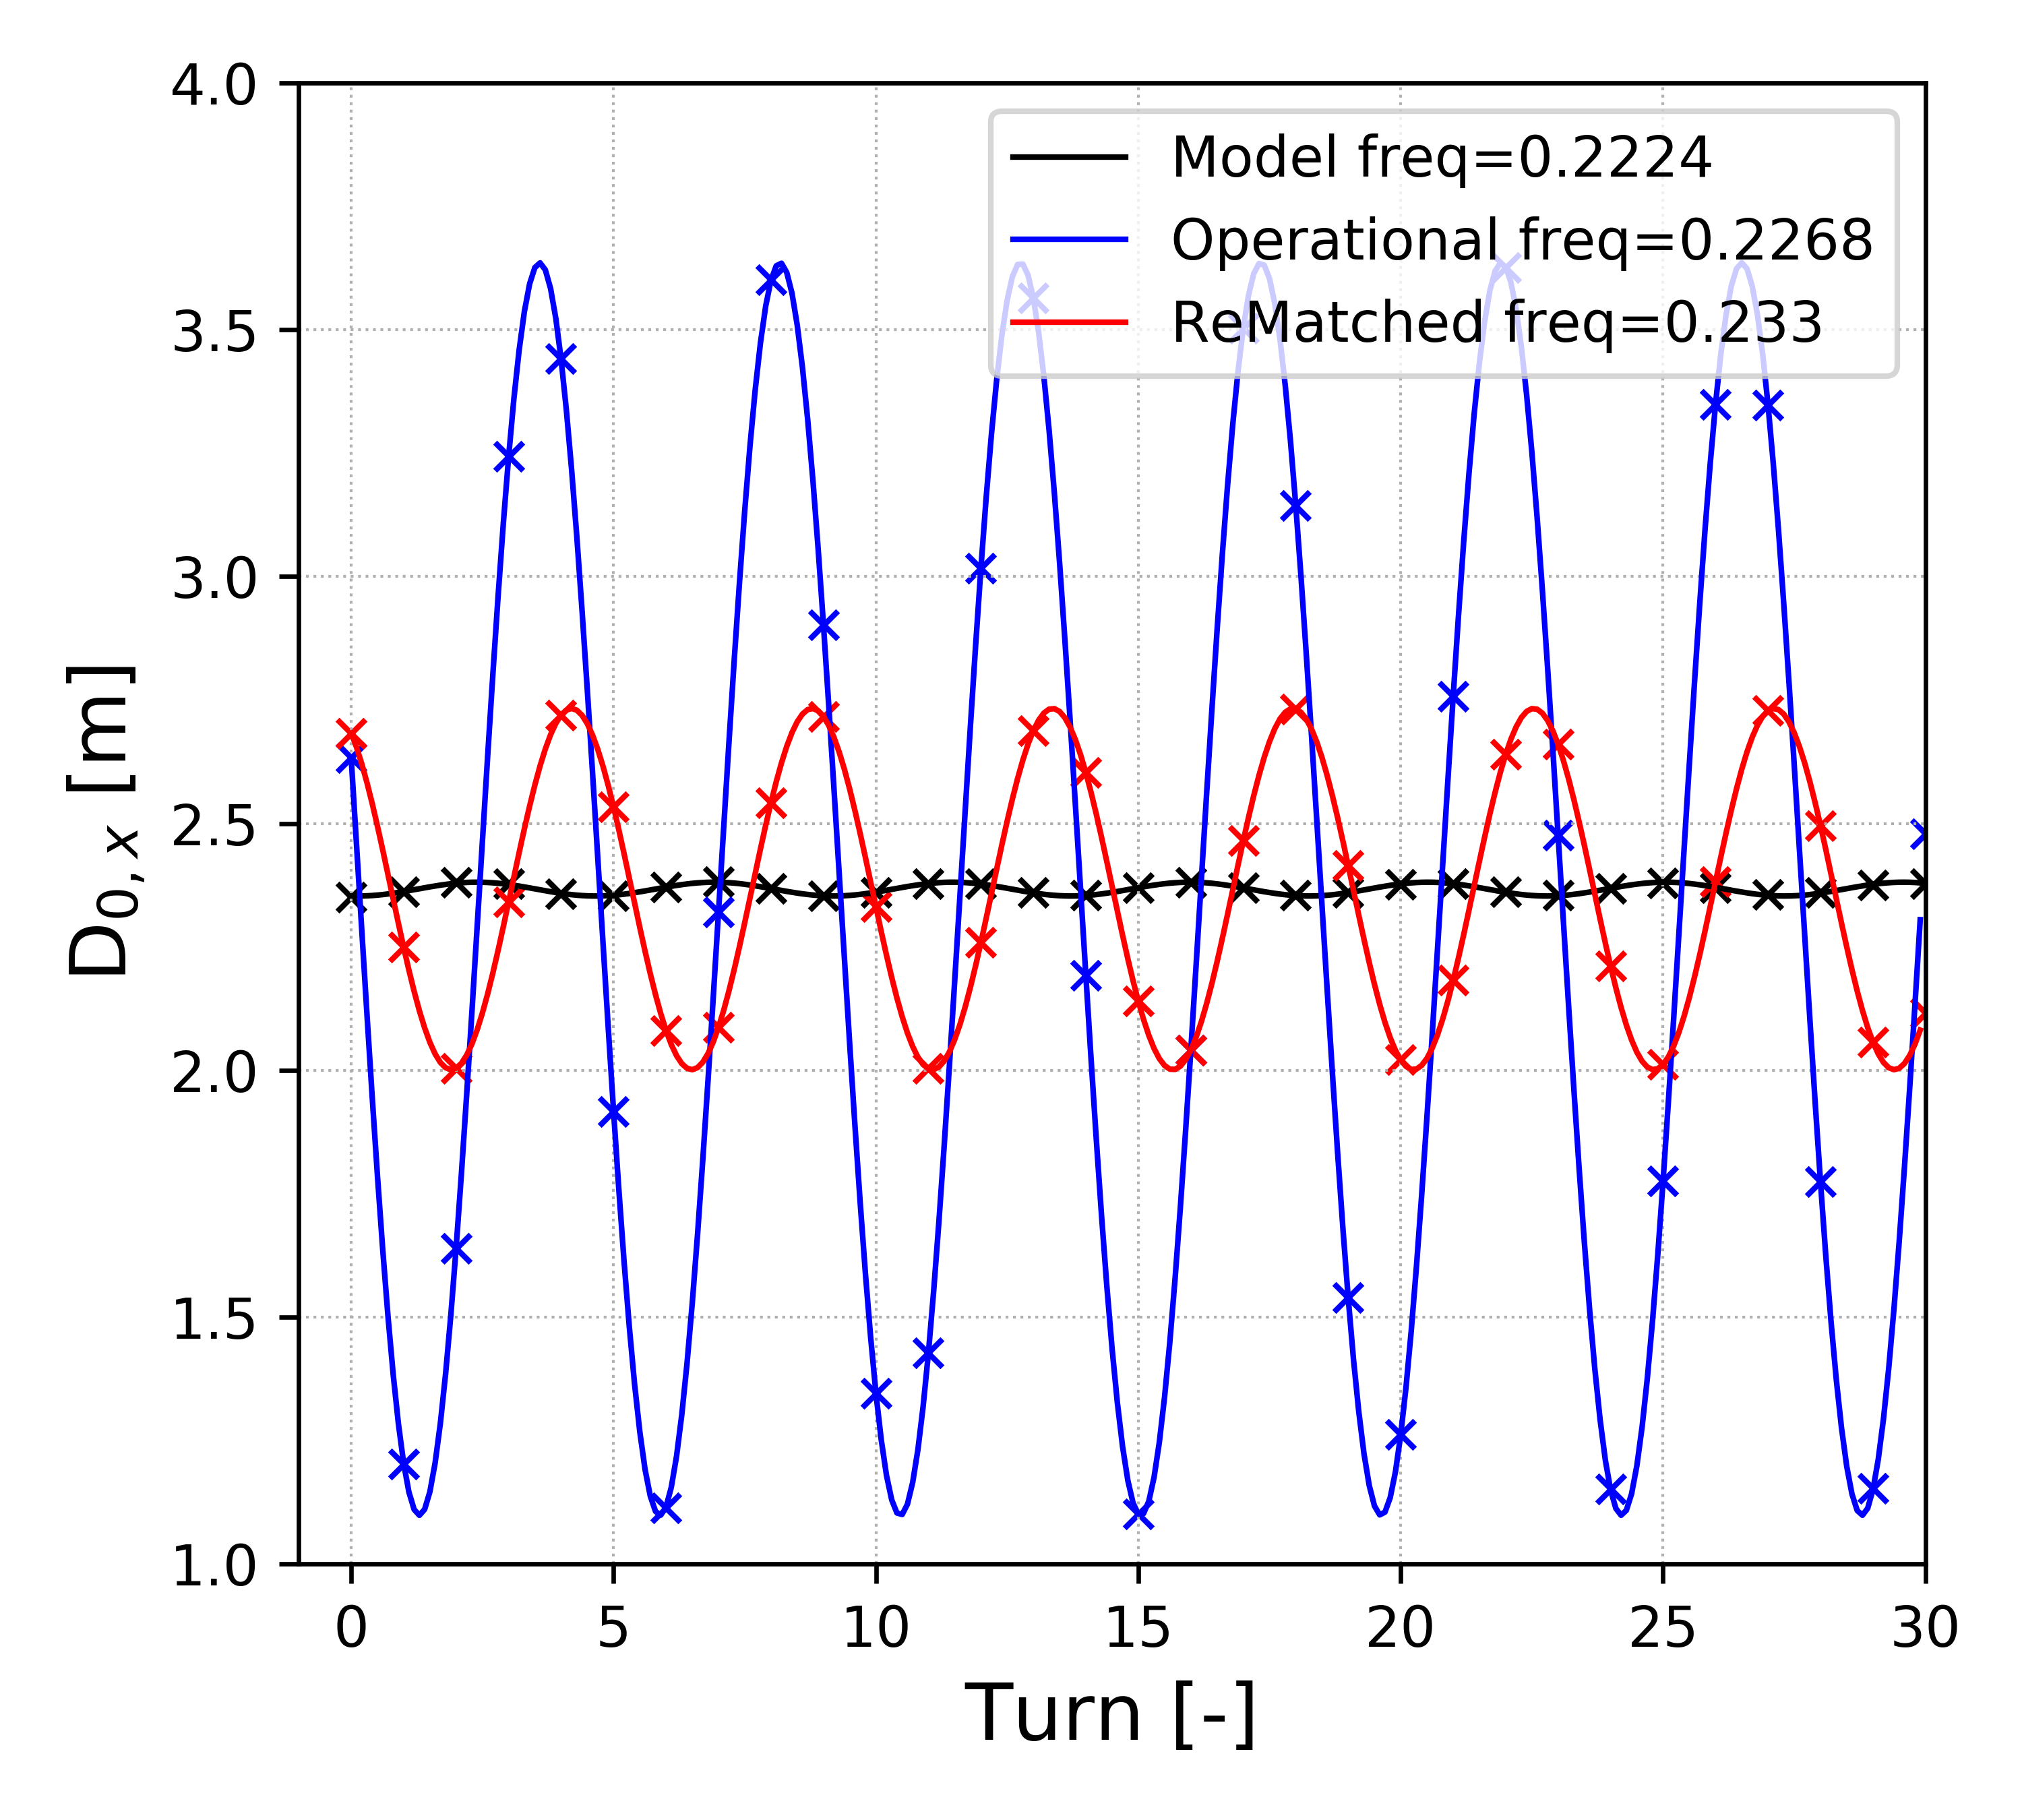 4.0
3.5
3.0
2.5
2.0
1.5
1.0
D0,x [m]
Model freq=0.2224
Operational freq=0.2268
ReMatched freq=0.233
0 5 10 15 20 25 30
Turn [-]